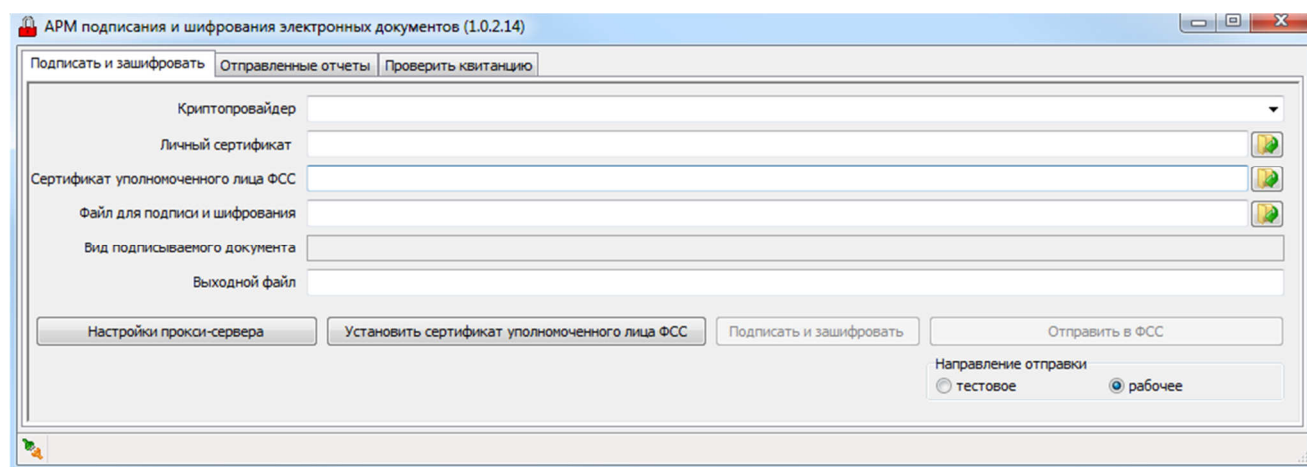 АРМ подписания и шифрования электронных документов (1.0.2.14)
Подписать и зашифровать Отправленные отчеты Проверить квитанцию
Криптопровайдер
Личный сертификат
Сертификат уполномоченного лица ФСС
Файл для подписи и шифрования
Вид подписываемого документа
Выходной файл
Настройки прокси-сервера Установить сертификат уполномоченного лица ФСС Подписать и зашифровать Отправить в ФСС
Направление отправки
тестовое рабочее